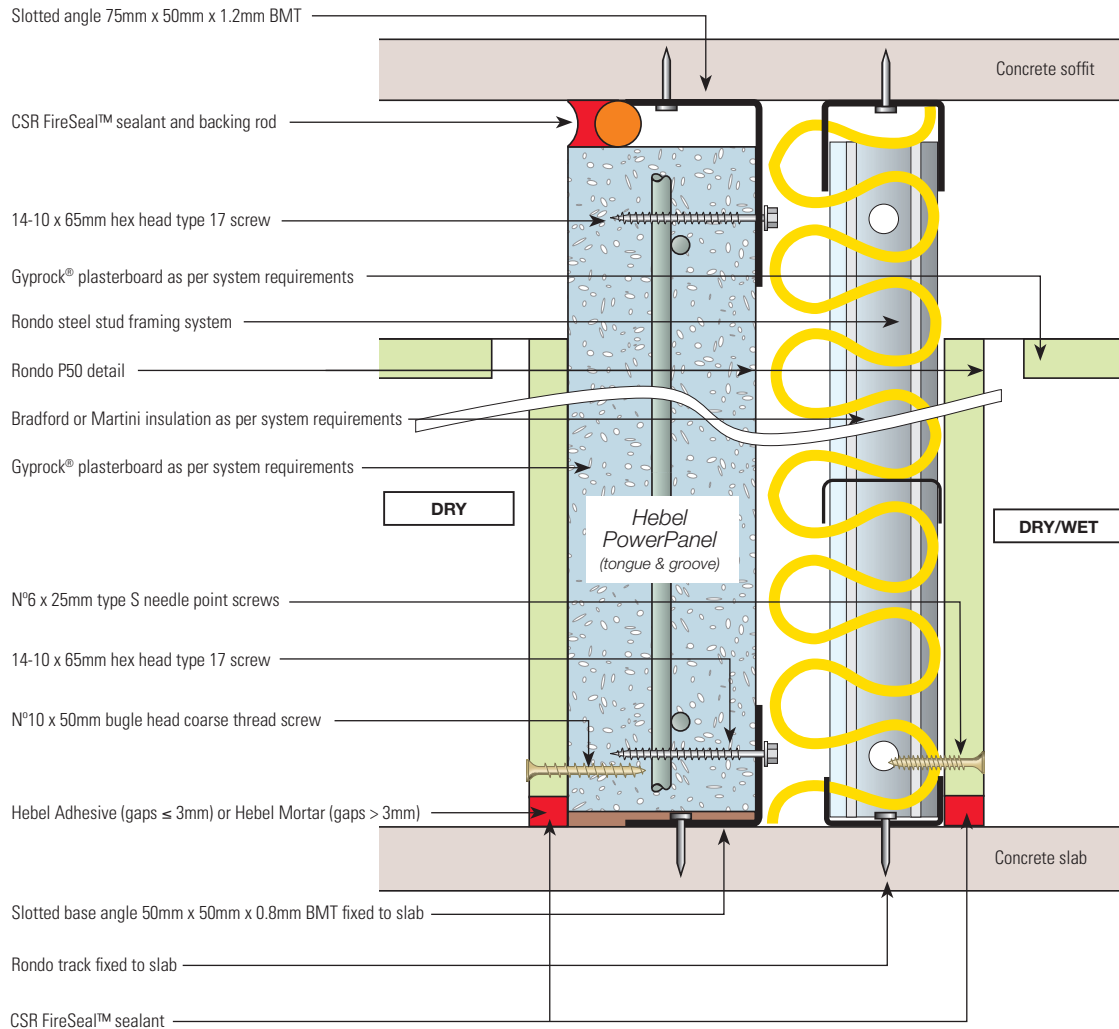 Slotted angle 75mm x 50mm x 1.2mm BMT
Concrete soffit
CSR FireSeal™ sealant and backing rod
14-10 x 65mm hex head type 17 screw
Gyprock® plasterboard as per system requirements
Rondo steel stud framing system
Rondo P50 detail
Bradford or Martini insulation as per system requirements
Gyprock® plasterboard as per system requirements
DRY
Hebel
PowerPanel
(tongue & groove)
DRY/WET
Nº6 x 25mm type S needle point screws
14-10 x 65mm hex head type 17 screw
Nº10 x 50mm bugle head coarse thread screw
Hebel Adhesive (gaps ≤ 3mm) or Hebel Mortar (gaps > 3mm)
Concrete slab
Slotted base angle 50mm x 50mm x 0.8mm BMT fixed to slab
Rondo track fixed to slab
CSR FireSeal™ sealant